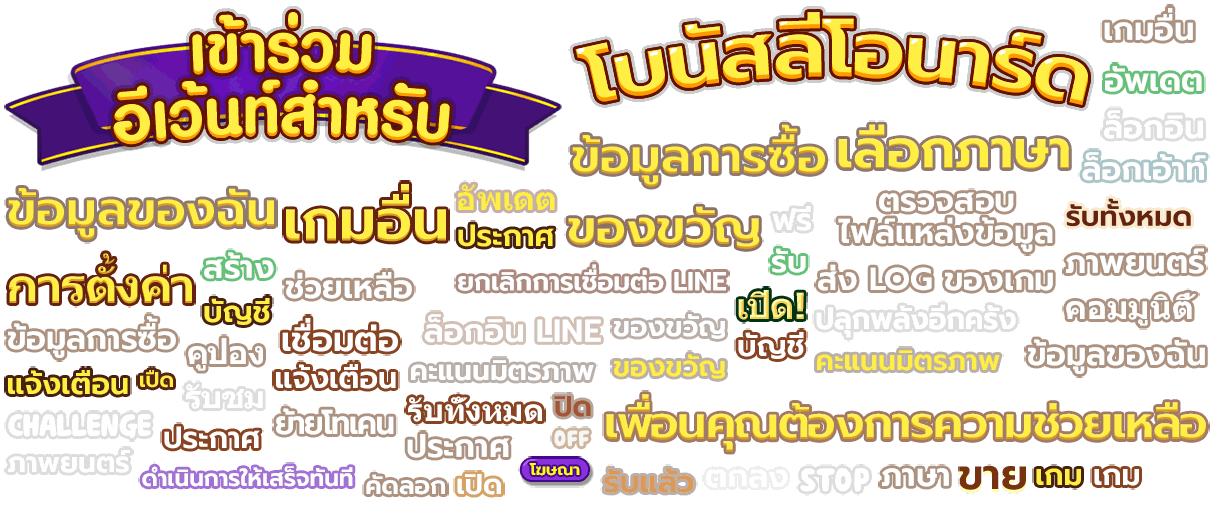 เข้าร่วม
อีเว้นท์สำหรับ
โบนัสลีโอนาร์ด
เกมอื่น
อัพเดต
ล็อกอิน
ล็อกเอ้าท์
ข้อมูลการซื้อ
เลือกภาษา
ข้อมูลของฉัน
เกมอื่น
อัพเดต
ประกาศ
ของขวัญ
ฟรี
ตรวจสอบ
ไฟล์แหล่งข้อมูล
รับทั้งหมด
การตั้งค่า
สร้าง
บัญชี
ช่วยเหลือ
ยกเลิกการเชื่อมต่อ LINE
รับ
ส่ง LOG ของเกม
ภาพยนตร์
เปิด!
คอมมูนิตี้
ข้อมูลการซื้อ
คูปอง
เชื่อมต่อ
ล็อกอิน LINE
ของขวัญ
บัญชี
ปลุกพลังอีกครั้ง
ข้อมูลของฉัน
แจ้งเตือน
เปิด
แจ้งเตือน
คะแนนมิตรภาพ
ของขวัญ
คะแนนมิตรภาพ
รับชม
CHALLENGE
ประกาศ
ย้ายโทเคน
รับทั้งหมด
ปิด
OFF
ประกาศ
เพื่อนคุณต้องการความช่วยเหลือ
ภาพยนตร์
ดำเนินการให้เสร็จทันที
คัดลอก
เปิด
โฆษณา
รับแล้ว
ตกลง
STOP
ภาษา
ขาย
เกม
เกม